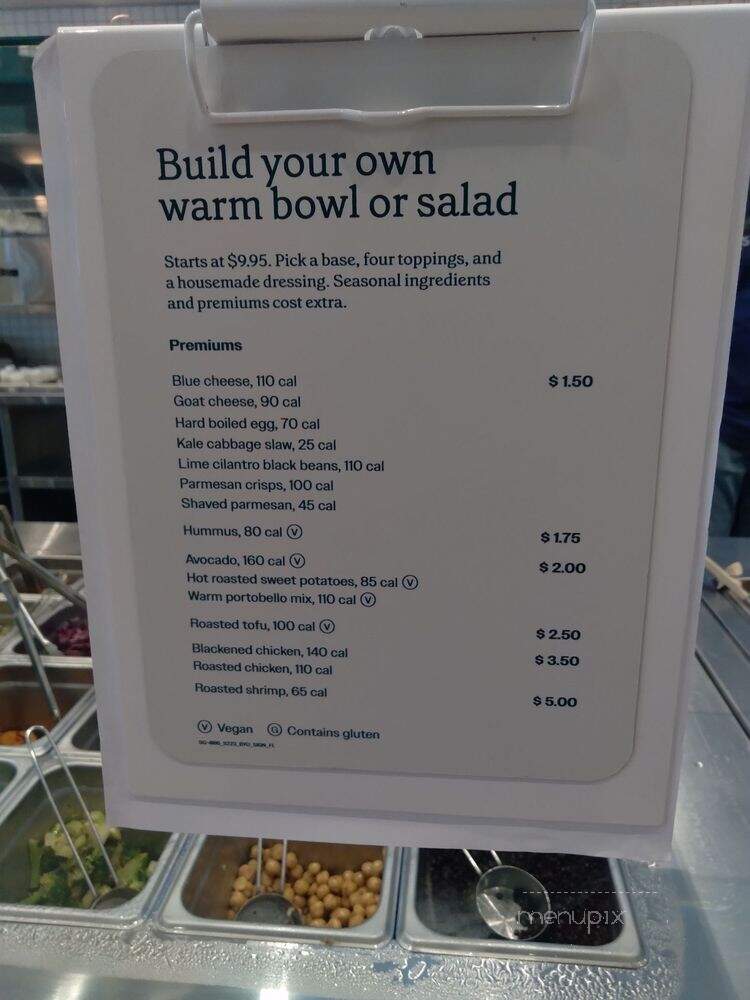 Build your own
warm bowl or salad
Starts at $9.95. Pick a base, four toppings, and
a housemade dressing. Seasonal ingredients
and premiums cost extra.
Premiums
Blue cheese, 110 cal $ 1.50
Goat cheese, 90 cal
Hard boiled egg, 70 cal
Kale cabbage slaw, 25 cal
Lime cilantro black beans, 110 cal
Parmesan crisps, 100 cal
Shaved parmesan, 45 cal
Hummus, 80 cal Ⓥ $ 1.75
Avocado, 160 cal Ⓥ $ 2.00
Hot roasted sweet potatoes, 85 cal Ⓥ
Warm portobello mix, 110 cal Ⓥ
Roasted tofu, 100 cal Ⓥ $ 2.50
Blackened chicken, 140 cal $ 3.50
Roasted chicken, 110 cal
Roasted shrimp, 65 cal $ 5.00
Ⓥ Vegan Ⓖ Contains gluten
menupix